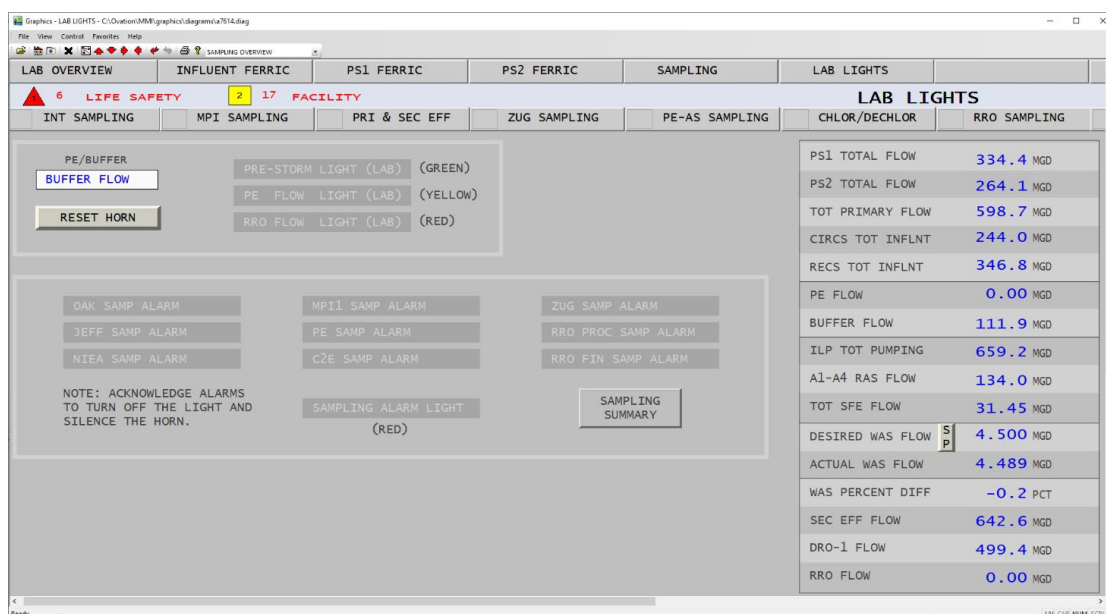 Graphics - LAB LIGHTS - C:\Ovation\MMI\graphics\diagrams\a7614.diag
File View Control Favorites Help
SAMPLING OVERVIEW
LAB OVERVIEW INFLUENT FERRIC PS1 FERRIC PS2 FERRIC SAMPLING LAB LIGHTS
1 6 LIFE SAFETY 2 17 FACILITY LAB LIGHTS
INT SAMPLING MPI SAMPLING PRI & SEC EFF ZUG SAMPLING PE-AS SAMPLING CHLOR/DECHLOR RRO SAMPLING
PE/BUFFER
BUFFER FLOW
RESET HORN
PRE-STORM LIGHT (LAB) (GREEN)
PE FLOW LIGHT (LAB) (YELLOW)
RRO FLOW LIGHT (LAB) (RED)
OAK SAMP ALARM MPI1 SAMP ALARM ZUG SAMP ALARM
JEFF SAMP ALARM PE SAMP ALARM RRO PROC SAMP ALARM
NIEA SAMP ALARM C2E SAMP ALARM RRO FIN SAMP ALARM
NOTE: ACKNOWLEDGE ALARMS
TO TURN OFF THE LIGHT AND
SILENCE THE HORN.
SAMPLING ALARM LIGHT
(RED)
SAMPLING
SUMMARY
PS1 TOTAL FLOW 334.4 MGD
PS2 TOTAL FLOW 264.1 MGD
TOT PRIMARY FLOW 598.7 MGD
CIRCS TOT INFLNT 244.0 MGD
RECS TOT INFLNT 346.8 MGD
PE FLOW 0.00 MGD
BUFFER FLOW 111.9 MGD
ILP TOT PUMPING 659.2 MGD
A1-A4 RAS FLOW 134.0 MGD
TOT SFE FLOW 31.45 MGD
DESIRED WAS FLOW SP 4.500 MGD
ACTUAL WAS FLOW 4.489 MGD
WAS PERCENT DIFF -0.2 PCT
SEC EFF FLOW 642.6 MGD
DRO-1 FLOW 499.4 MGD
RRO FLOW 0.00 MGD
Ready